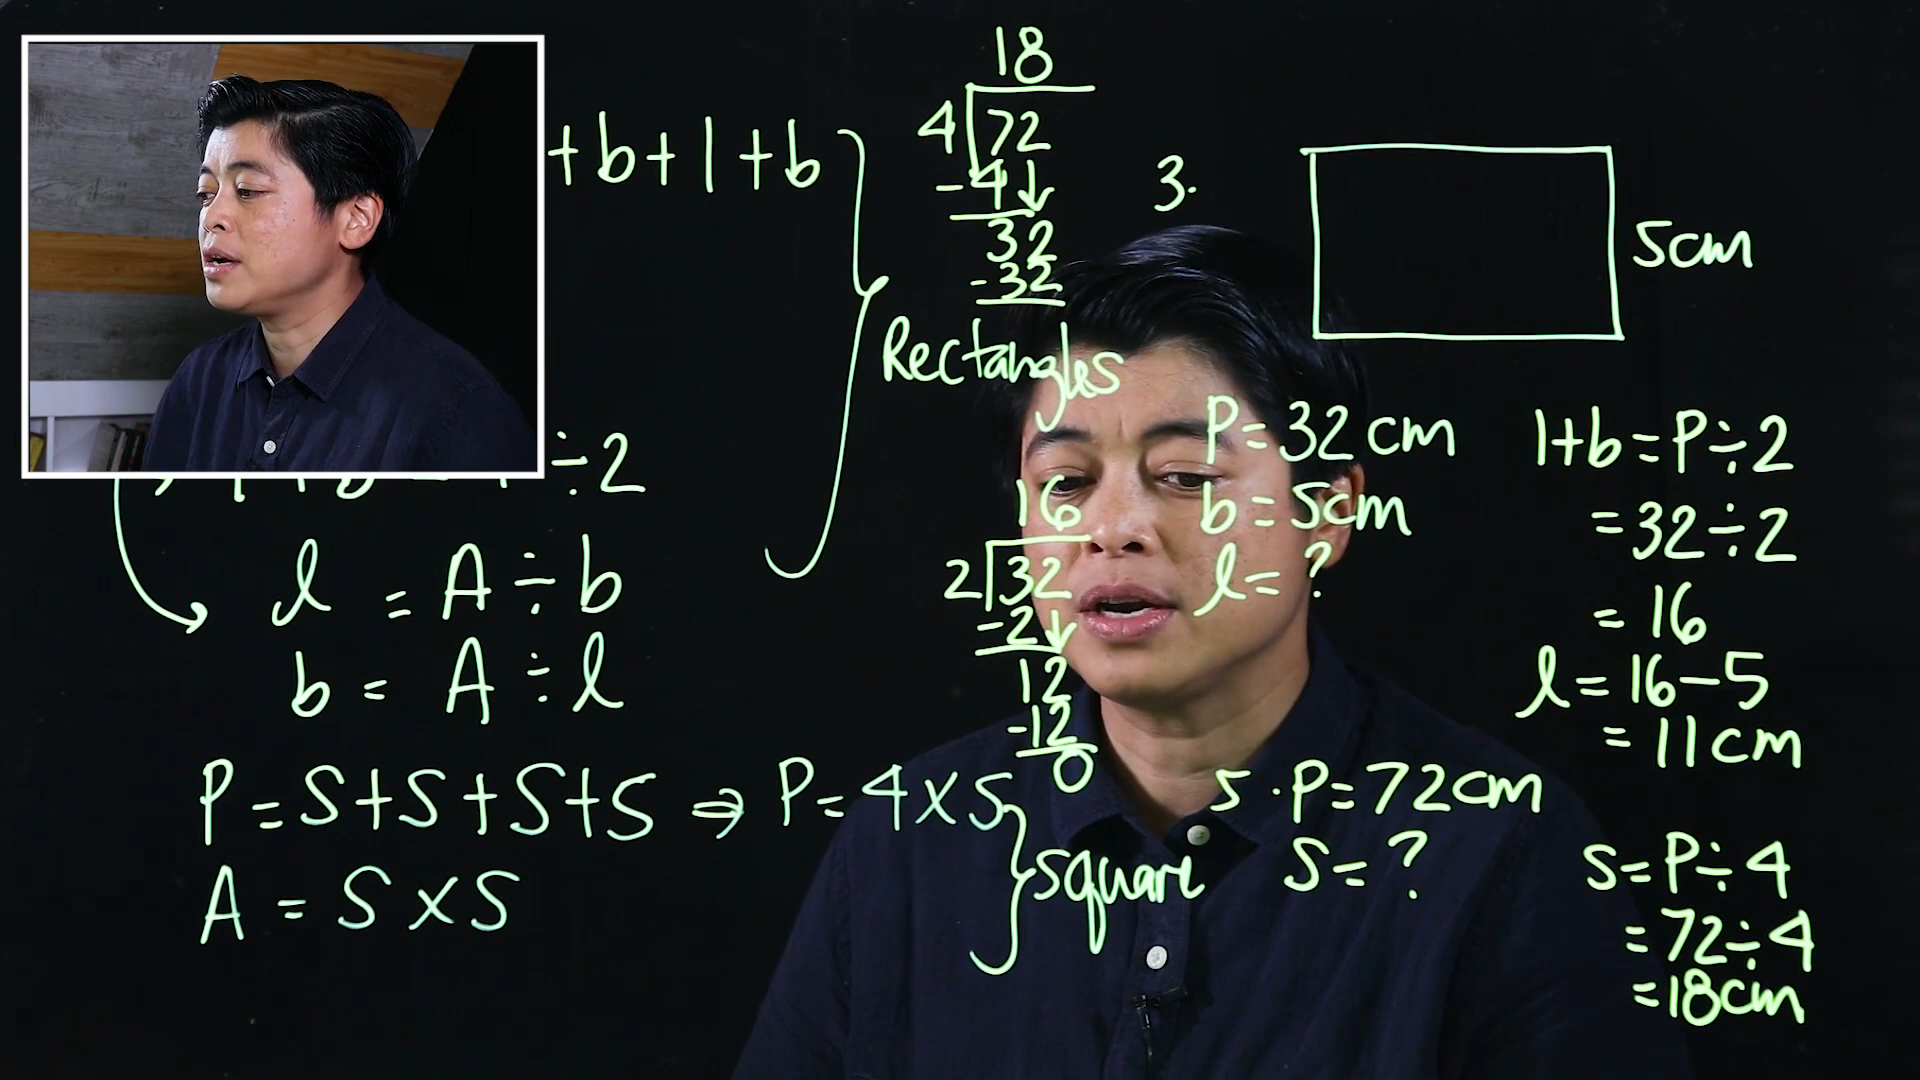 +b+l+b
÷2
l = A÷b
b = A÷l
Rectangles
P=S+S+S+S ⇒ P=4×S
A = S×S
square
18
4)72
-4↓
32
-32
16
2)32
-2↓
12
-12
0
3.
5cm
P=32cm
b=5cm
l=?
l+b=P÷2
=32÷2
= 16
l=16-5
= 11cm
5.P=72cm
S=?
S=P÷4
=72÷4
=18cm